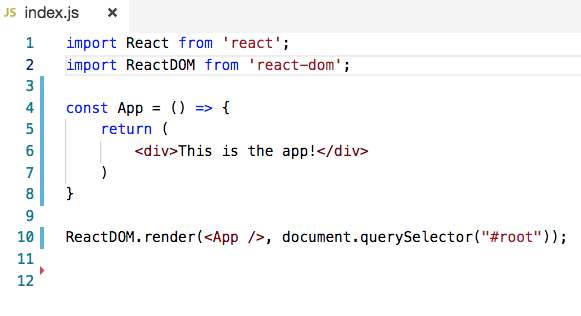 JS index.js ×
1 import React from 'react';
2 import ReactDOM from 'react-dom';
3
4 const App = () => {
5     return (
6         <div>This is the app!</div>
7     )
8 }
9
10 ReactDOM.render(<App />, document.querySelector("#root"));
11
12